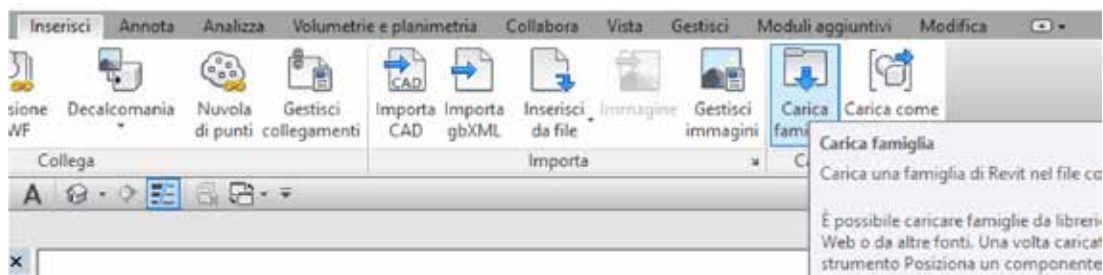 Inserisci Annota Analizza Volumetrie e planimetria Collabora Vista Gestisci Moduli aggiuntivi Modifica
sione Decalcomania Nuvola Gestisci Importa Importa Inserisci Immagine Gestisci Carica Carica come
WF di punti collegamenti CAD gbXML da file immagini fami
Collega Importa C
Carica famiglia
Carica una famiglia di Revit nel file co
È possibile caricare famiglie da libreri
Web o da altre fonti. Una volta caricat
strumento Posiziona un componente
A